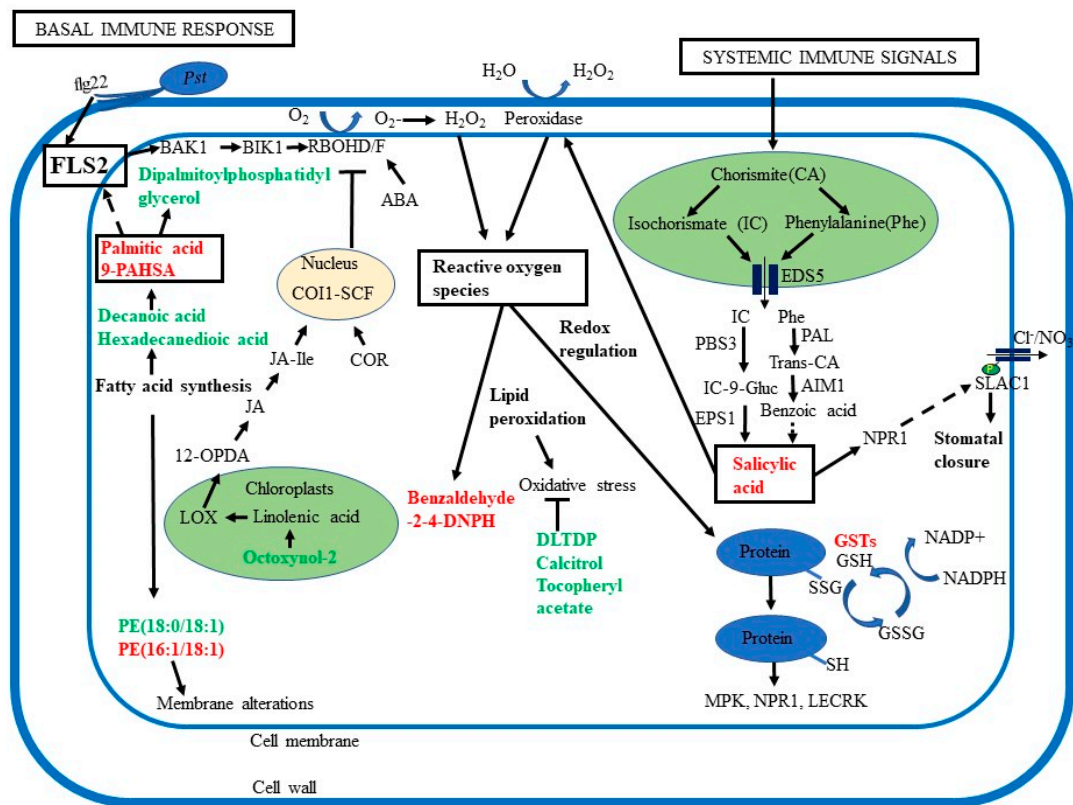 BASAL IMMUNE RESPONSE
SYSTEMIC IMMUNE SIGNALS
flg22
Pst
H2O
H2O2
O2
O2-
H2O2
Peroxidase
FLS2
BAK1
BIK1
RBOHD/F
Dipalmitoylphosphatidyl
glycerol
ABA
Palmitic acid
9-PAHSA
Decanoic acid
Hexadecanedioic acid
Fatty acid synthesis
Nucleus
COI1-SCF
JA-Ile
COR
JA
12-OPDA
Chloroplasts
LOX
Linolenic acid
Octoxynol-2
PE(18:0/18:1)
PE(16:1/18:1)
Membrane alterations
Cell membrane
Cell wall
Reactive oxygen
species
Redox
regulation
Lipid
peroxidation
Oxidative stress
Benzaldehyde
-2-4-DNPH
DLTDP
Calcitrol
Tocopheryl
acetate
Chorismite(CA)
Isochorismate (IC)
Phenylalanine(Phe)
EDS5
IC
Phe
PBS3
PAL
Trans-CA
IC-9-Gluc
AIM1
EPS1
Benzoic acid
Salicylic
acid
NPR1
Cl-/NO3
P
SLAC1
Stomatal
closure
Protein
SSG
GSTs
GSH
GSSG
NADP+
NADPH
Protein
SH
MPK, NPR1, LECRK